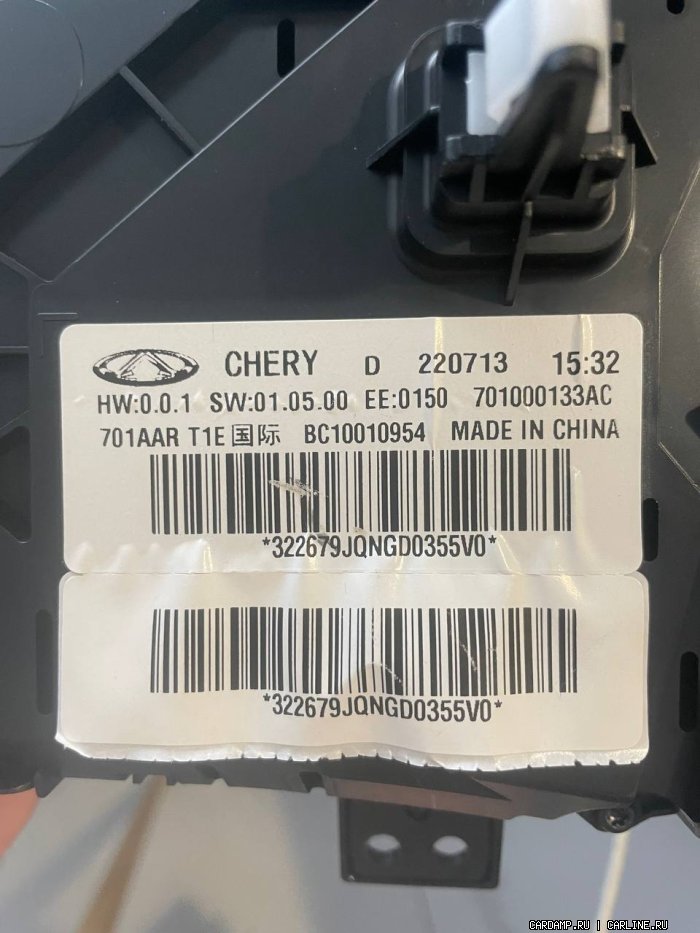 CHERY D 220713 15:32
HW:0.0.1 SW:01.05.00 EE:0150 701000133AC
701AAR T1E 国际 BC10010954 MADE IN CHINA
*322679JQNGD0355V0*
*322679JQNGD0355V0*
CARDAMP.RU | CARLINE.RU